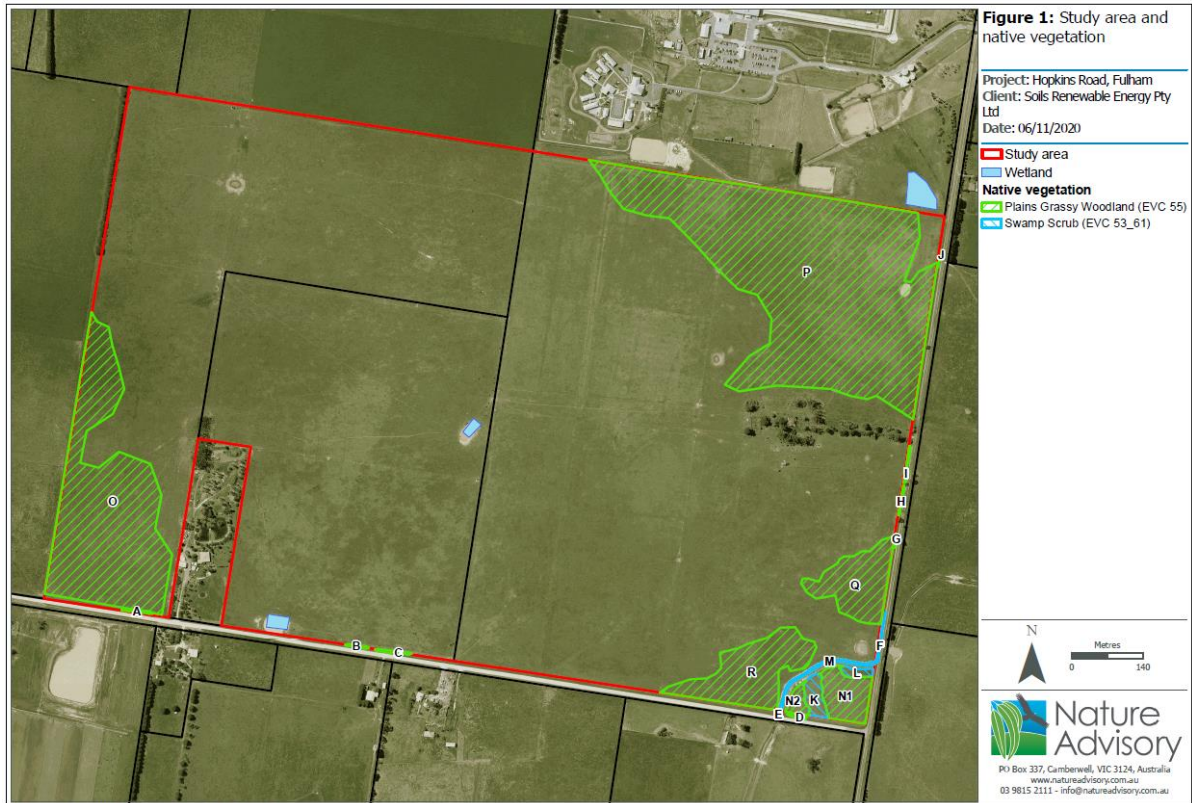 Figure 1: Study area and
native vegetation
Project: Hopkins Road, Fulham
Client: Soils Renewable Energy Pty
Ltd
Date: 06/11/2020
Study area
Wetland
Native vegetation
Plains Grassy Woodland (EVC 55)
Swamp Scrub (EVC 53_61)
P
J
I
H
G
Q
O
A
B
C
F
M
L
R
K
N1
N2
E
D
N
Metres
0 140
Nature
Advisory
PO Box 337, Camberwell, VIC 3124, Australia
www.natureadvisory.com.au
03 9815 2111 - info@natureadvisory.com.au